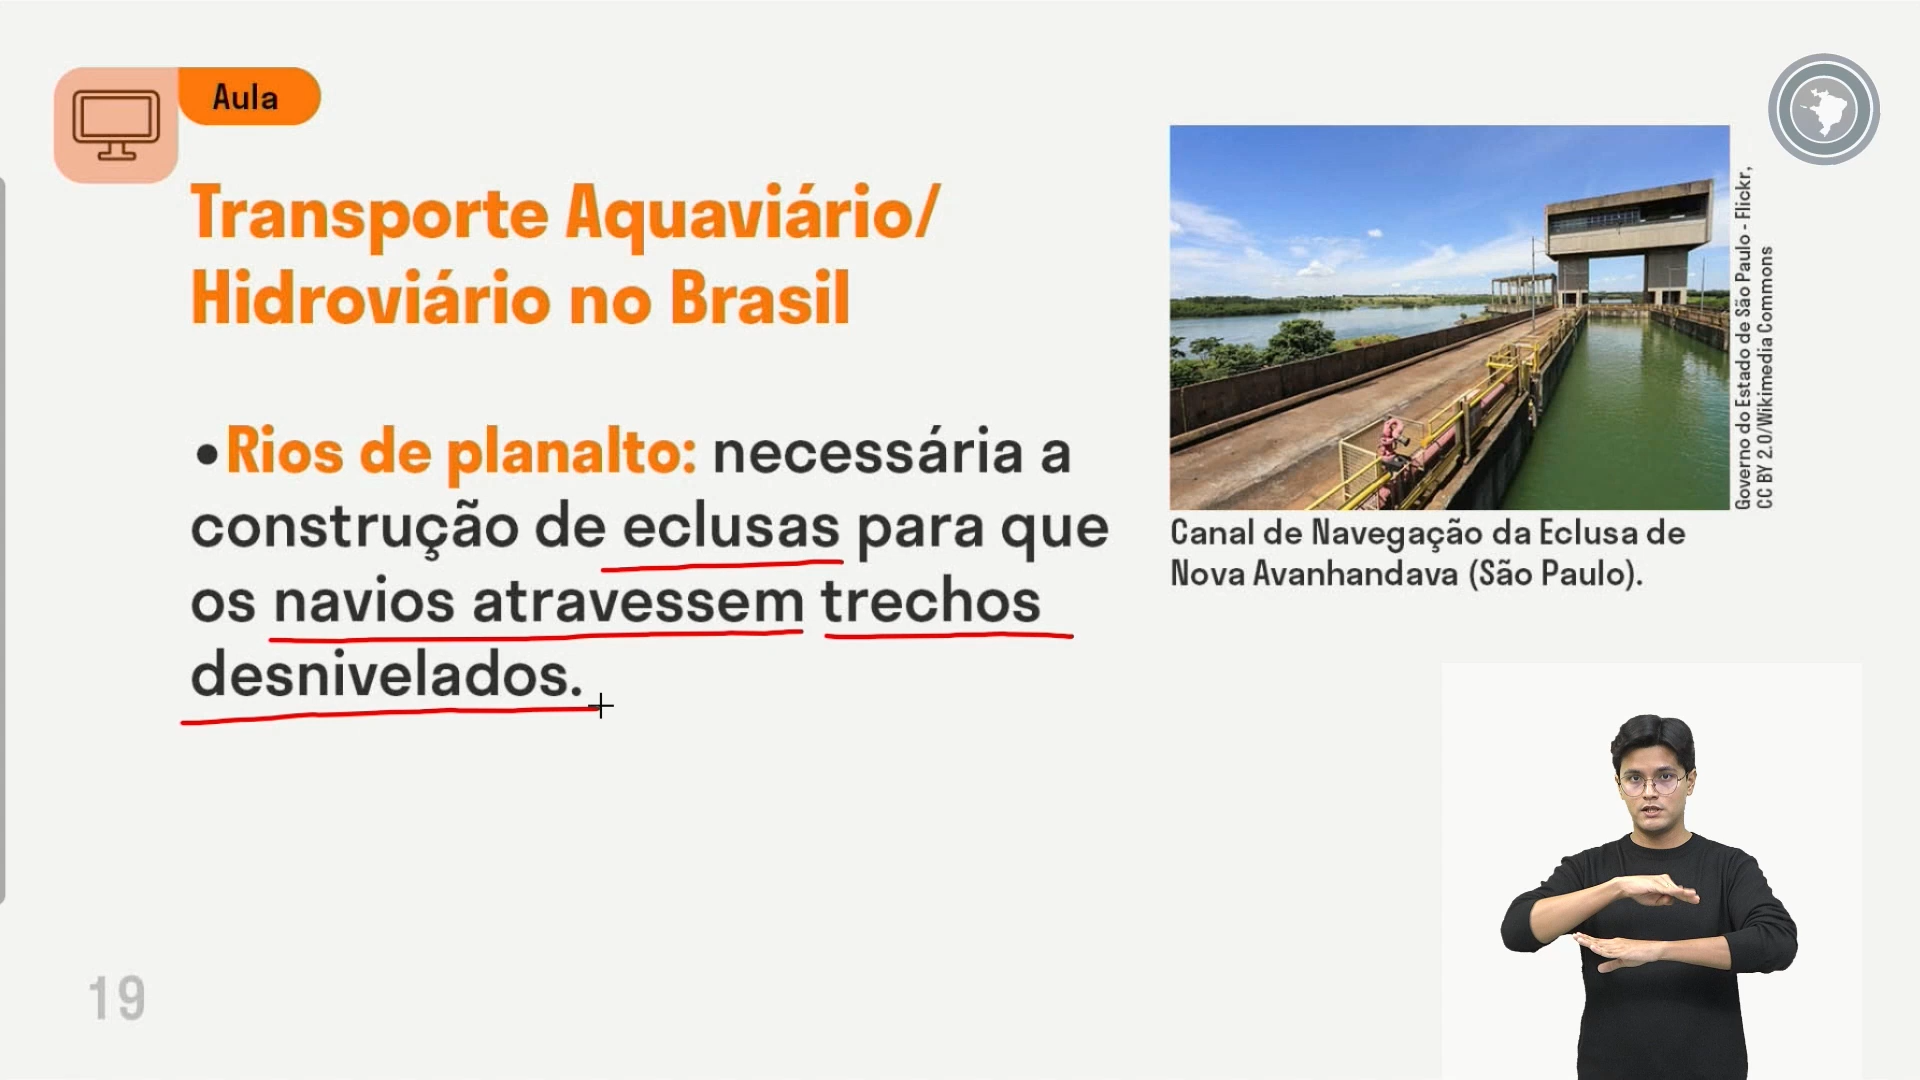 Aula
Transporte Aquaviário/
Hidroviário no Brasil
•Rios de planalto: necessária a
construção de eclusas para que
os navios atravessem trechos
desnivelados.
Governo do Estado de São Paulo - Flickr,
CC BY 2.0/Wikimedia Commons
Canal de Navegação da Eclusa de
Nova Avanhandava (São Paulo).
19